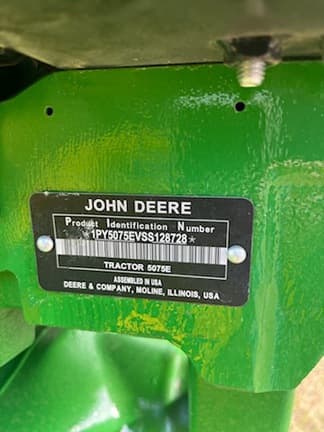 JOHN DEERE
Product Identification Number
*1PY5075EVSS128728*
TRACTOR 5075E
ASSEMBLED IN USA
DEERE & COMPANY, MOLINE, ILLINOIS, USA